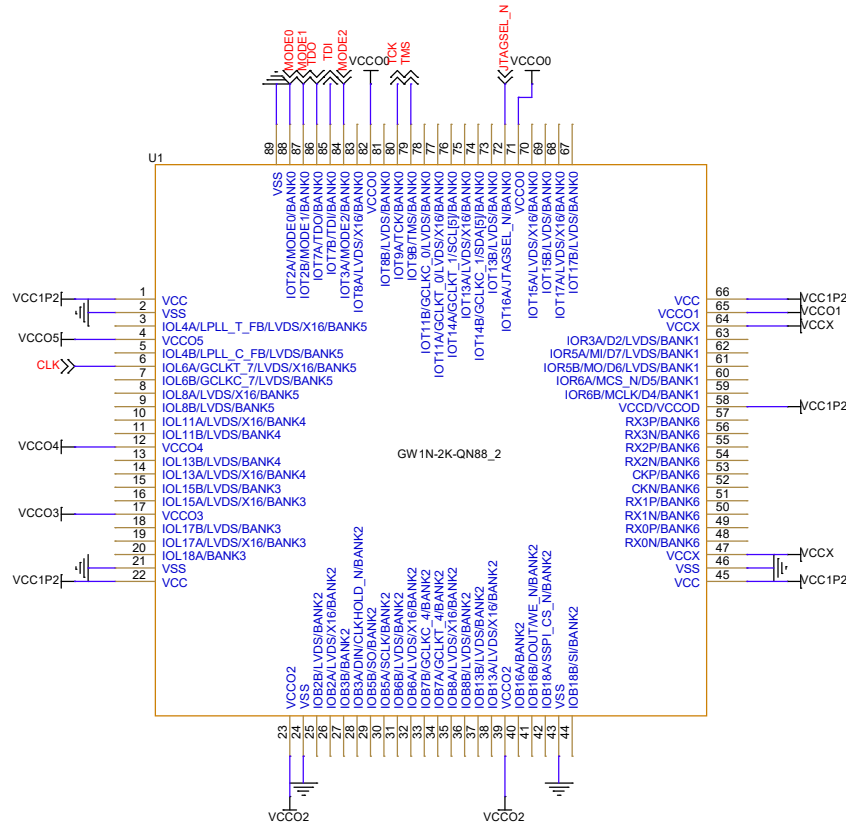 MODE0
MODE1
TDO
TDI
MODE2
VCCO0
TCK
TMS
JTAGSEL_N
VCCO0
89
88
87
86
85
84
83
82
81
80
79
78
77
76
75
74
73
72
71
70
69
68
67
U1
VSS
IOT2A/MODE0/BANK0
IOT2B/MODE1/BANK0
IOT7A/TDO/BANK0
IOT7B/TDI/BANK0
IOT3A/MODE2/BANK0
IOT8A/LVDS/X16/BANK0
VCCO0
IOT8B/LVDS/BANK0
IOT9A/TCK/BANK0
IOT9B/TMS/BANK0
IOT11B/GCLKC_0/LVDS/BANK0
IOT11A/GCLKT_0/LVDS/X16/BANK0
IOT14A/GCLKT_1/SCL[5]/BANK0
IOT13A/LVDS/X16/BANK0
IOT14B/GCLKC_1/SDA[5]/BANK0
IOT13B/LVDS/BANK0
IOT16A/JTAGSEL_N/BANK0
VCCO0
IOT15A/LVDS/X16/BANK0
IOT15B/LVDS/BANK0
IOT17A/LVDS/X16/BANK0
IOT17B/LVDS/BANK0
VCC1P2 1 VCC
2 VSS
3 IOL4A/LPLL_T_FB/LVDS/X16/BANK5
VCCO5 4 VCCO5
5 IOL4B/LPLL_C_FB/LVDS/BANK5
CLK 6 IOL6A/GCLKT_7/LVDS/X16/BANK5
7 IOL6B/GCLKC_7/LVDS/BANK5
8 IOL8A/LVDS/X16/BANK5
9 IOL8B/LVDS/BANK5
10 IOL11A/LVDS/X16/BANK4
11 IOL11B/LVDS/BANK4
VCCO4 12 VCCO4
13 IOL13B/LVDS/BANK4
14 IOL13A/LVDS/X16/BANK4
15 IOL15B/LVDS/BANK3
16 IOL15A/LVDS/X16/BANK3
VCCO3 17 VCCO3
18 IOL17B/LVDS/BANK3
19 IOL17A/LVDS/X16/BANK3
20 IOL18A/BANK3
21 VSS
VCC1P2 22 VCC
GW1N-2K-QN88_2
VCC 66 VCC1P2
VCCO1 65 VCCO1
VCCX 64 VCCX
IOR3A/D2/LVDS/BANK1 63
IOR5A/MI/D7/LVDS/BANK1 62
IOR5B/MO/D6/LVDS/BANK1 61
IOR6A/MCS_N/D5/BANK1 60
IOR6B/MCLK/D4/BANK1 59
VCCD/VCCOD 58 VCC1P2
RX3P/BANK6 57
RX3N/BANK6 56
RX2P/BANK6 55
RX2N/BANK6 54
CKP/BANK6 53
CKN/BANK6 52
RX1P/BANK6 51
RX1N/BANK6 50
RX0P/BANK6 49
RX0N/BANK6 48
VCCX 47 VCCX
VSS 46
VCC 45 VCC1P2
VCCO2
VSS
IOB2B/LVDS/BANK2
IOB2A/LVDS/X16/BANK2
IOB3B/BANK2
IOB3A/DIN/CLKHOLD_N/BANK2
IOB5B/SO/BANK2
IOB5A/SCLK/BANK2
IOB6B/LVDS/BANK2
IOB6A/LVDS/X16/BANK2
IOB7B/GCLKC_4/BANK2
IOB7A/GCLKT_4/BANK2
IOB8A/LVDS/X16/BANK2
IOB8B/LVDS/BANK2
IOB13B/LVDS/BANK2
IOB13A/LVDS/X16/BANK2
VCCO2
IOB16A/BANK2
IOB16B/DOUT/WE_N/BANK2
IOB18A/SSPI_CS_N/BANK2
VSS
IOB18B/SI/BANK2
23
24
25
26
27
28
29
30
31
32
33
34
35
36
37
38
39
40
41
42
43
44
VCCO2
VCCO2